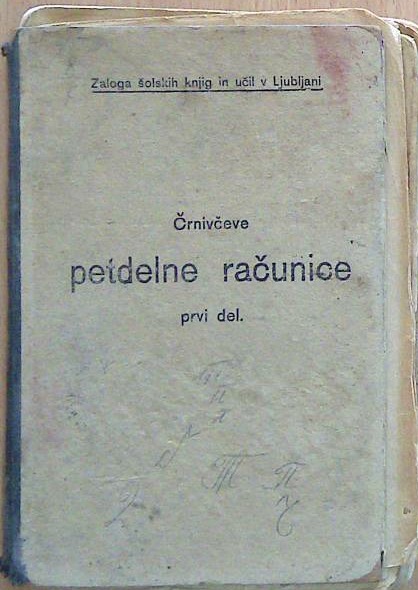 Zaloga šolskih knjig in učil v Ljubljani
Črnivčeve
petdelne računice
prvi del.